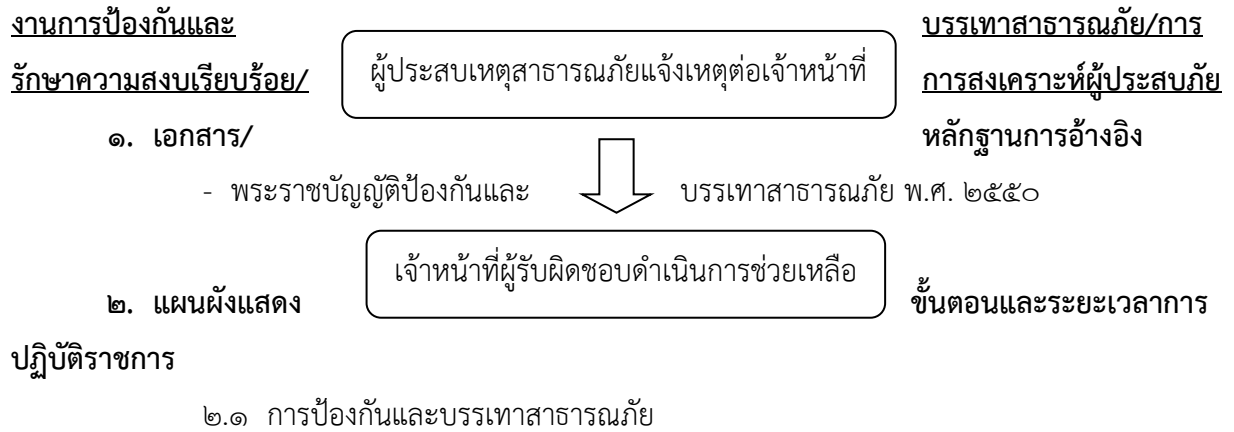 งานการป้องกันและ บรรเทาสาธารณภัย/การ
ผู้ประสบเหตุสาธารณภัยแจ้งเหตุต่อเจ้าหน้าที่
รักษาความสงบเรียบร้อย/ การสงเคราะห์ผู้ประสบภัย
๑. เอกสาร/ หลักฐานการอ้างอิง
- พระราชบัญญัติป้องกันและ บรรเทาสาธารณภัย พ.ศ. ๒๕๕๐
เจ้าหน้าที่ผู้รับผิดชอบดำเนินการช่วยเหลือ
๒. แผนผังแสดง ขั้นตอนและระยะเวลาการ
ปฏิบัติราชการ
๒.๑ การป้องกันและบรรเทาสาธารณภัย